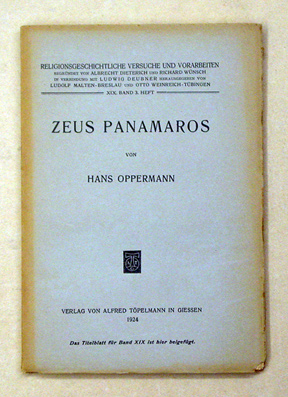 RELIGIONSGESCHICHTLICHE VERSUCHE UND VORARBEITEN
BEGRÜNDET VON ALBRECHT DIETERICH UND RICHARD WÜNSCH
IN VERBINDUNG MIT LUDWIG DEUBNER HERAUSGEGEBEN VON
LUDOLF MALTEN-BRESLAU UND OTTO WEINREICH-TÜBINGEN
XIX. BAND 3. HEFT
ZEUS PANAMAROS
VON
HANS OPPERMANN
VERLAG VON ALFRED TÖPELMANN IN GIESSEN
1924
Das Titelblatt für Band XIX ist hier beigefügt.